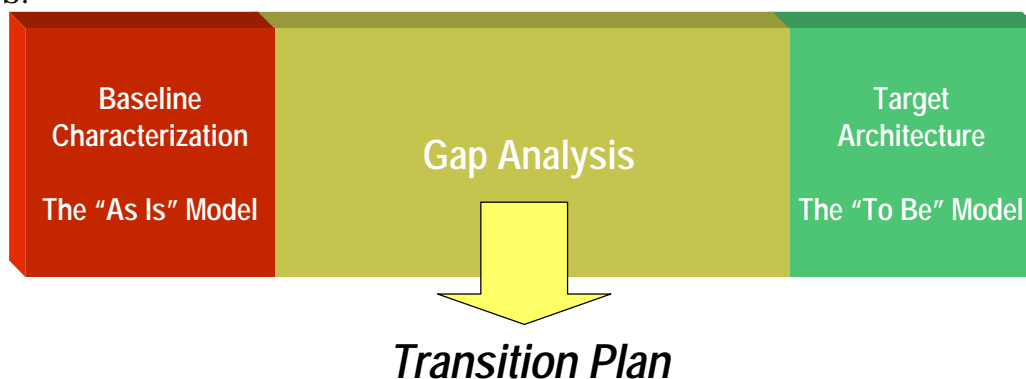 Baseline
Characterization
The “As Is” Model
Gap Analysis
Target
Architecture
The “To Be” Model
Transition Plan